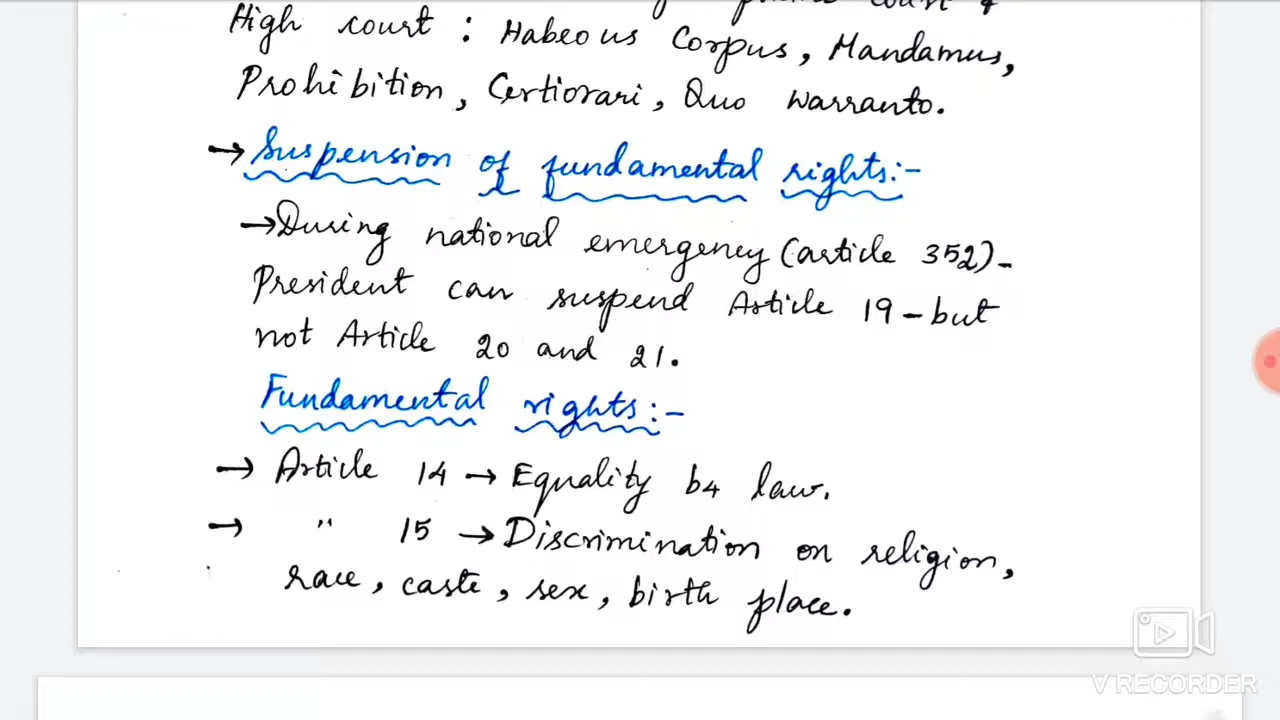 High court : Habeous Corpus, Mandamus,
Prohibition, Certiorari, Quo warranto.
→ Suspension of fundamental rights:-
→ During national emergency (article 352) -
President can suspend Article 19 - but
not Article 20 and 21.
Fundamental rights:-
→ Article 14 → Equality b4 law.
→ " 15 → Discrimination on religion,
race, caste, sex, birth place.
V RECORDER